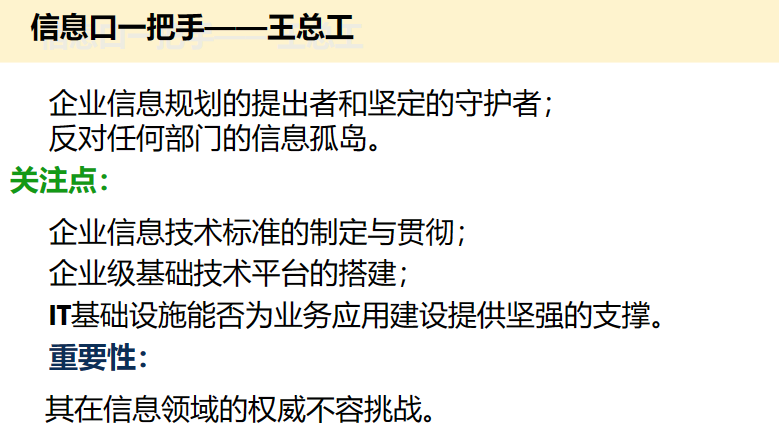 信息口一把手——王总工
企业信息规划的提出者和坚定的守护者；
反对任何部门的信息孤岛。
关注点：
企业信息技术标准的制定与贯彻；
企业级基础技术平台的搭建；
IT基础设施能否为业务应用建设提供坚强的支撑。
重要性：
其在信息领域的权威不容挑战。